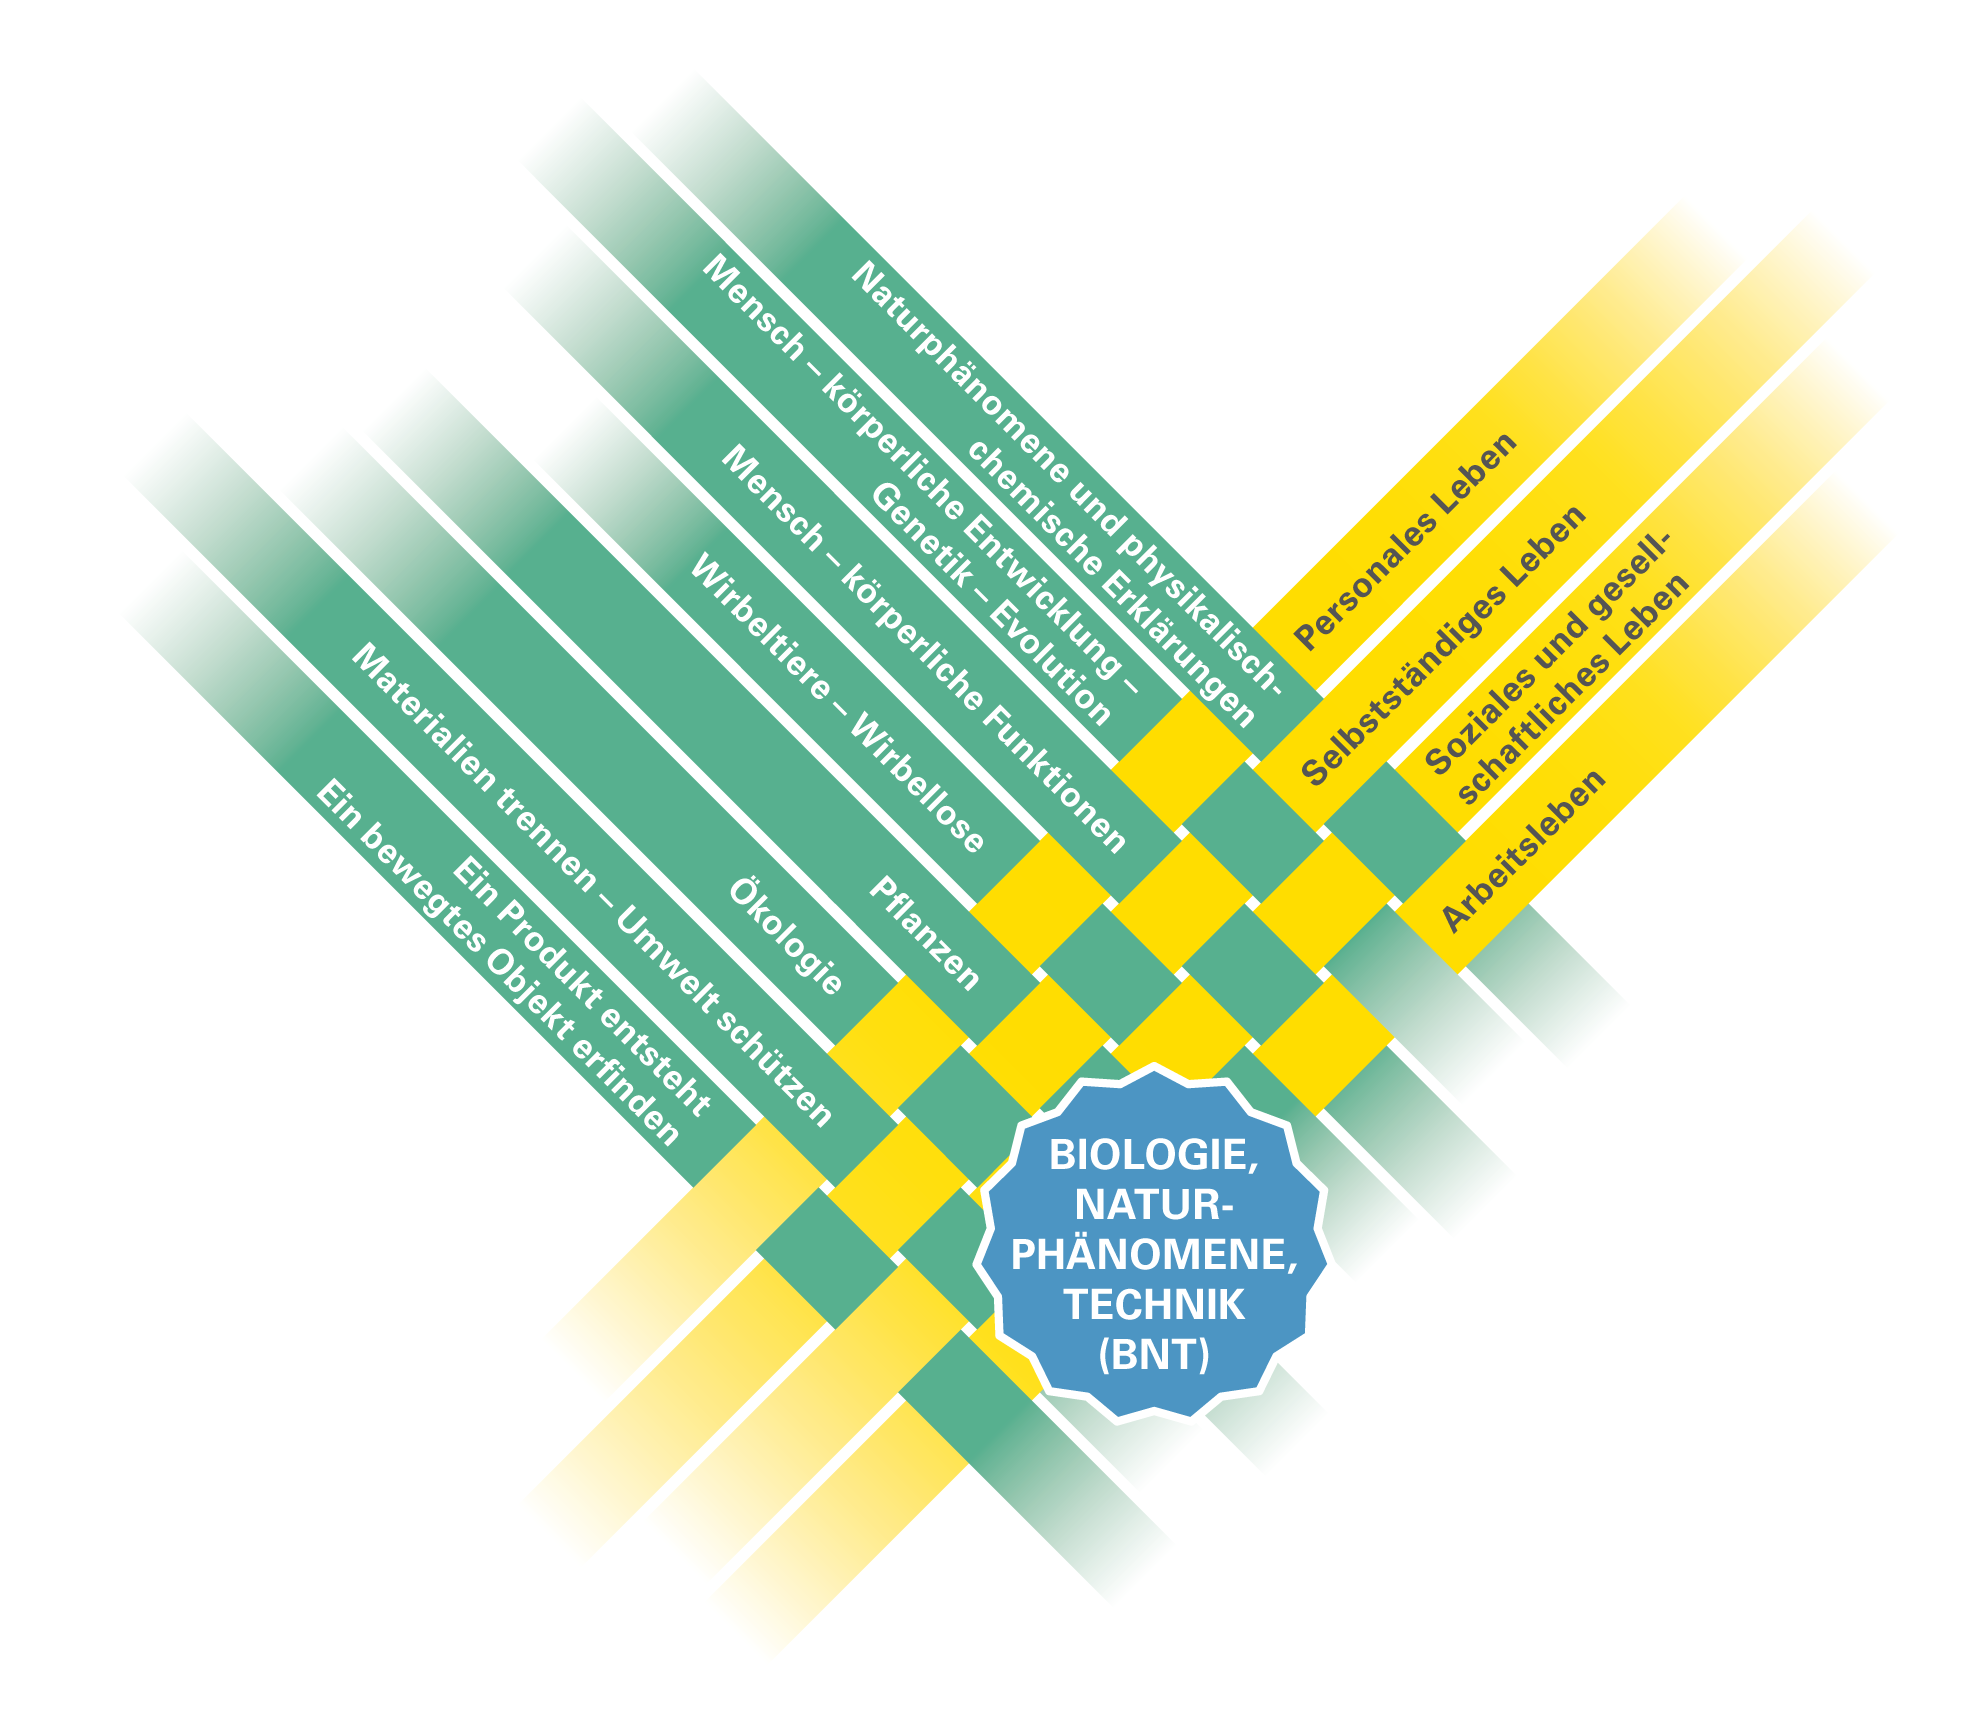 Naturphänomene und physikalisch-
chemische Erklärungen
Mensch – körperliche Entwicklung –
Genetik – Evolution
Mensch – körperliche Funktionen
Wirbeltiere – Wirbellose
Pflanzen
Ökologie
Materialien trennen – Umwelt schützen
Ein Produkt entsteht
Ein bewegtes Objekt erfinden
Personales Leben
Selbstständiges Leben
Soziales und gesell-
schaftliches Leben
Arbeitsleben
BIOLOGIE,
NATUR-
PHÄNOMENE,
TECHNIK
(BNT)